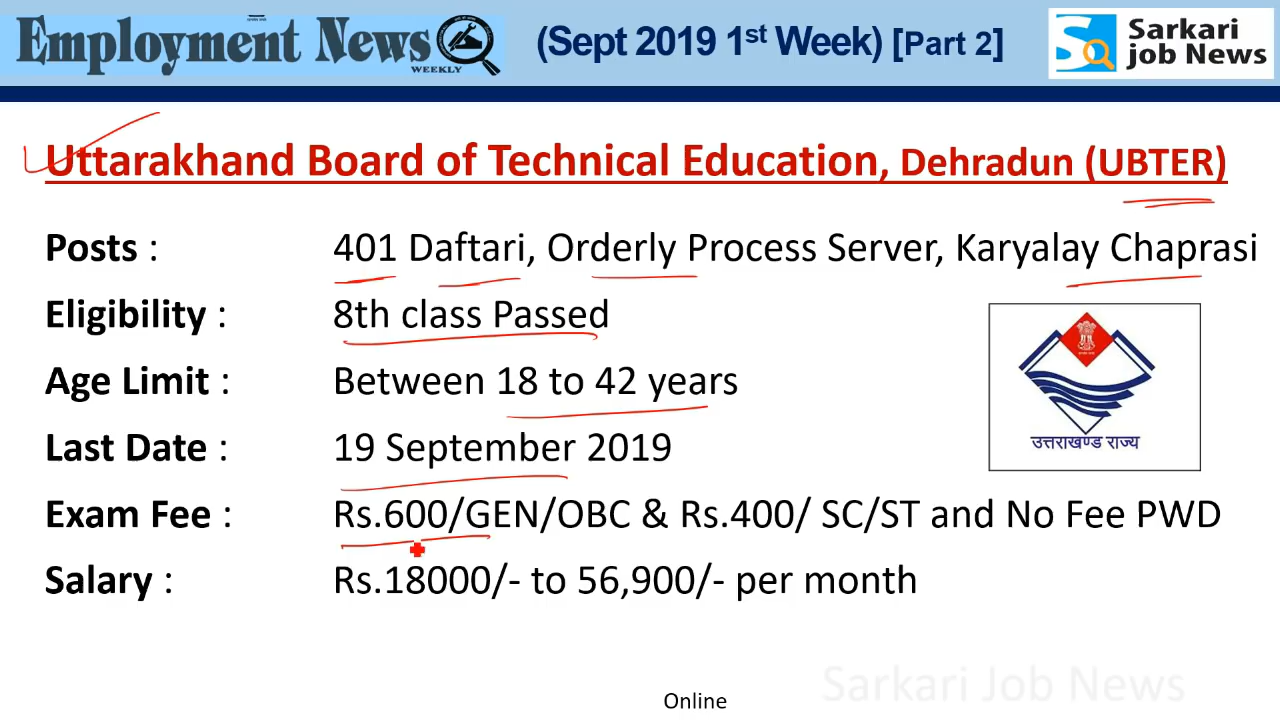 Employment News WEEKLY (Sept 2019 1st Week) [Part 2] Sarkari Job News
Uttarakhand Board of Technical Education, Dehradun (UBTER)
Posts : 401 Daftari, Orderly Process Server, Karyalay Chaprasi
Eligibility : 8th class Passed
Age Limit : Between 18 to 42 years
Last Date : 19 September 2019
Exam Fee : Rs.600/GEN/OBC & Rs.400/ SC/ST and No Fee PWD
Salary : Rs.18000/- to 56,900/- per month
उत्तराखण्ड राज्य
Sarkari Job News
Online